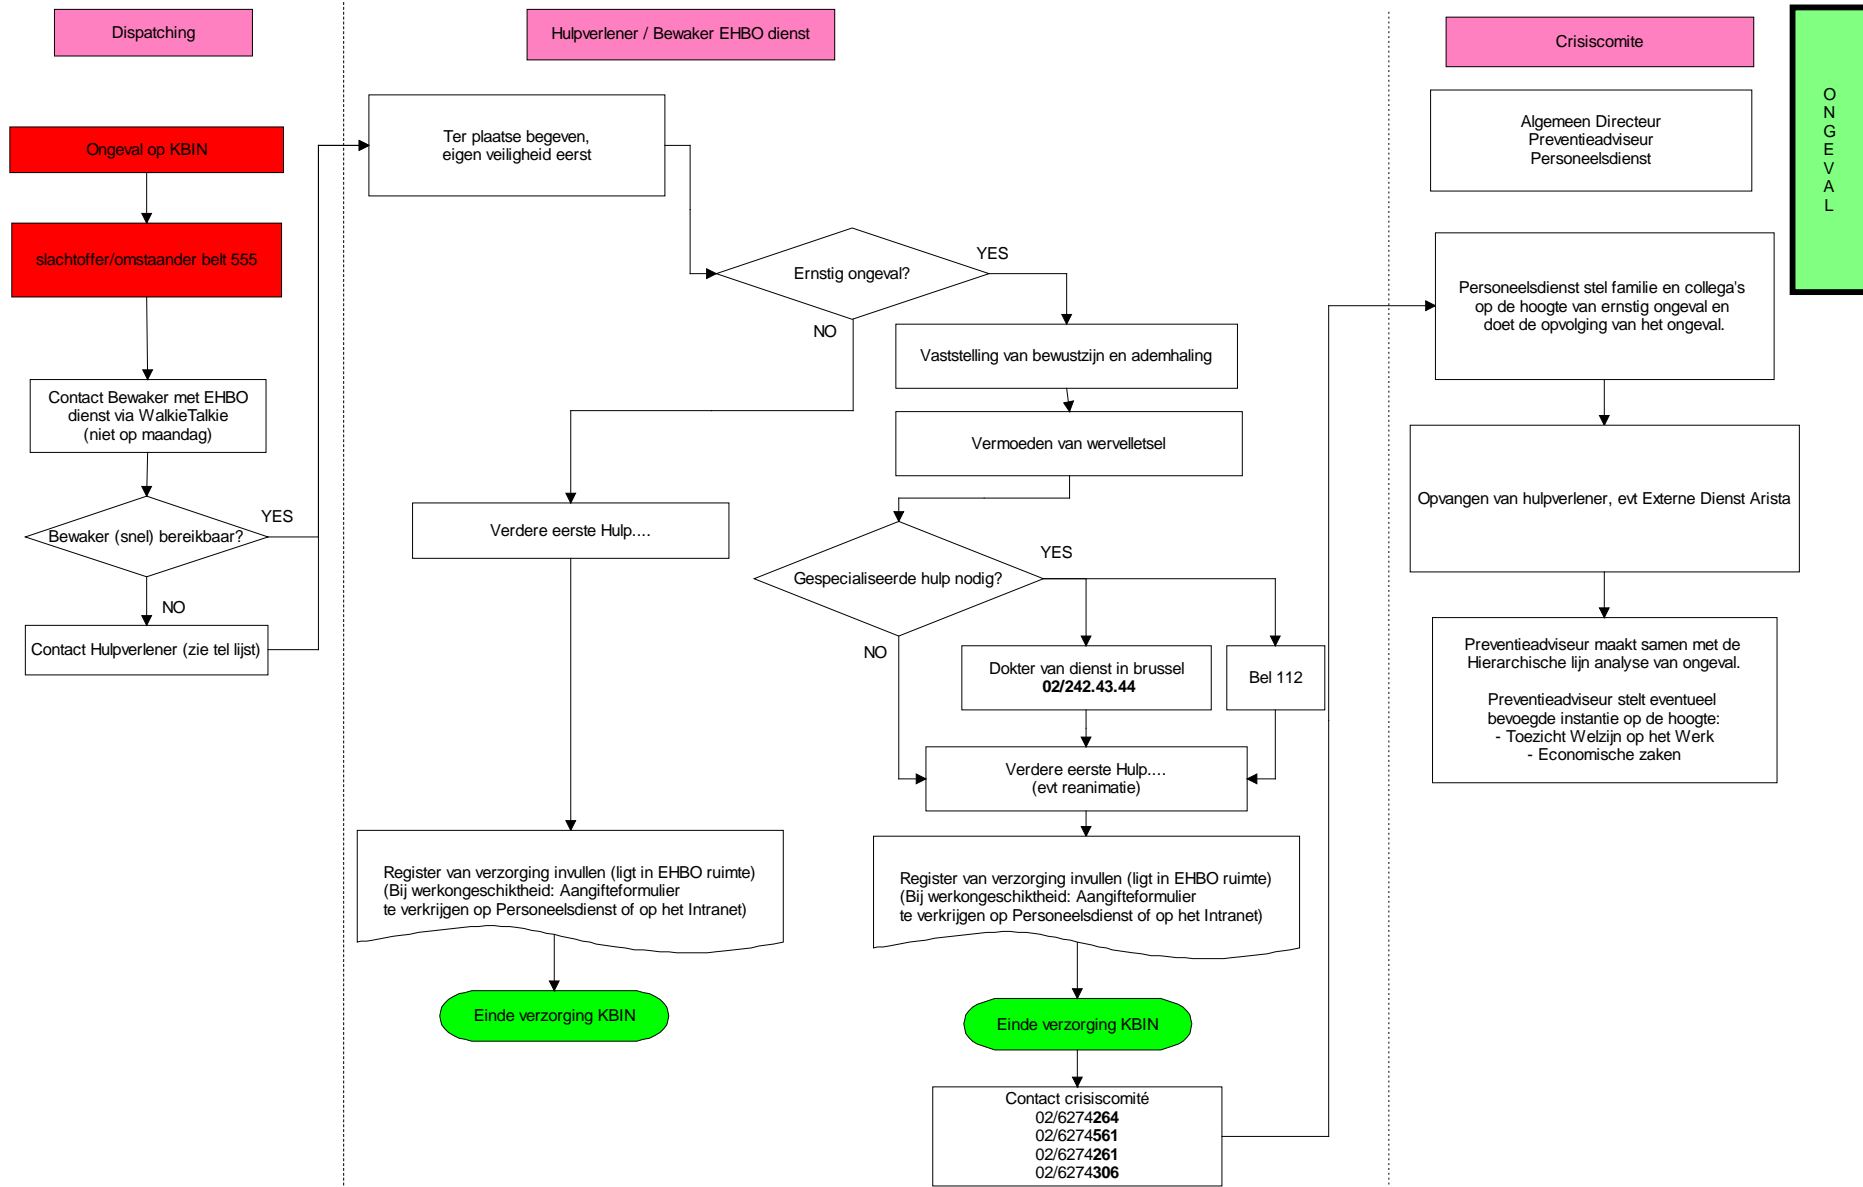 Dispatching
Ongeval op KBIN
slachtoffer/omstaander belt 555
Contact Bewaker met EHBO
dienst via WalkieTalkie
(niet op maandag)
Bewaker (snel) bereikbaar?
YES
NO
Contact Hulpverlener (zie tel lijst)
Hulpverlener / Bewaker EHBO dienst
Ter plaatse begeven,
eigen veiligheid eerst
Ernstig ongeval?
YES
NO
Vaststelling van bewustzijn en ademhaling
Vermoeden van wervelletsel
Verdere eerste Hulp....
Gespecialiseerde hulp nodig?
YES
NO
Dokter van dienst in brussel
02/242.43.44
Bel 112
Verdere eerste Hulp....
(evt reanimatie)
Register van verzorging invullen (ligt in EHBO ruimte)
(Bij werkongeschiktheid: Aangifteformulier
te verkrijgen op Personeelsdienst of op het Intranet)
Einde verzorging KBIN
Register van verzorging invullen (ligt in EHBO ruimte)
(Bij werkongeschiktheid: Aangifteformulier
te verkrijgen op Personeelsdienst of op het Intranet)
Einde verzorging KBIN
Contact crisiscomité
02/6274264
02/6274561
02/6274261
02/6274306
Crisiscomite
Algemeen Directeur
Preventieadviseur
Personeelsdienst
Personeelsdienst stel familie en collega's
op de hoogte van ernstig ongeval en
doet de opvolging van het ongeval.
Opvangen van hulpverlener, evt Externe Dienst Arista
Preventieadviseur maakt samen met de
Hierarchische lijn analyse van ongeval.
Preventieadviseur stelt eventueel
bevoegde instantie op de hoogte:
- Toezicht Welzijn op het Werk
- Economische zaken
O
N
G
E
V
A
L